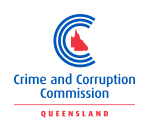 Crime and Corruption
Commission
QUEENSLAND